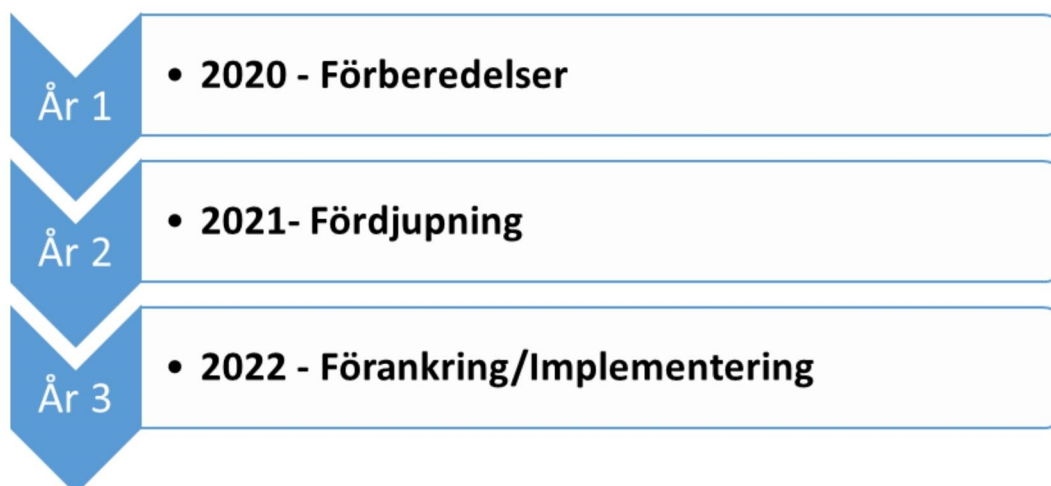 År 1
• 2020 - Förberedelser
År 2
• 2021- Fördjupning
År 3
• 2022 - Förankring/Implementering